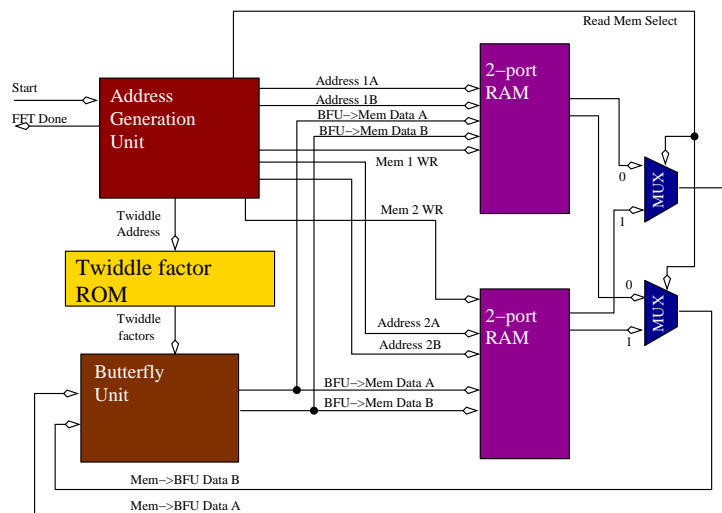 Read Mem Select
Start
FFT Done
Address
Generation
Unit
Address 1A
Address 1B
BFU−>Mem Data A
BFU−>Mem Data B
Mem 1 WR
Mem 2 WR
2−port
RAM
0
1
MUX
Twiddle
Address
Twiddle factor
ROM
Twiddle
factors
2−port
RAM
Address 2A
Address 2B
0
1
MUX
Butterfly
Unit
BFU−>Mem Data A
BFU−>Mem Data B
Mem−>BFU Data B
Mem−>BFU Data A